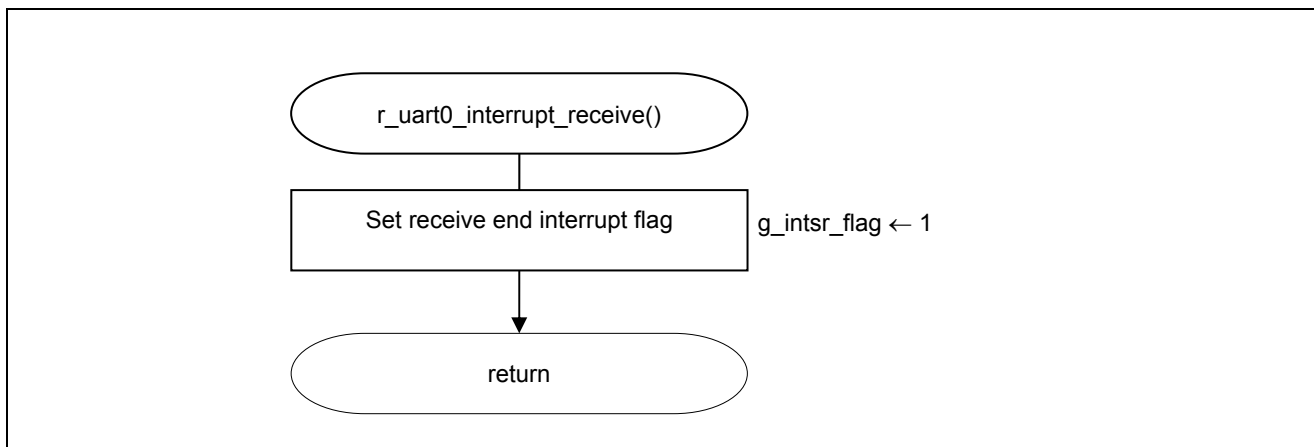 r_uart0_interrupt_receive()
Set receive end interrupt flag
g_intsr_flag ← 1
return